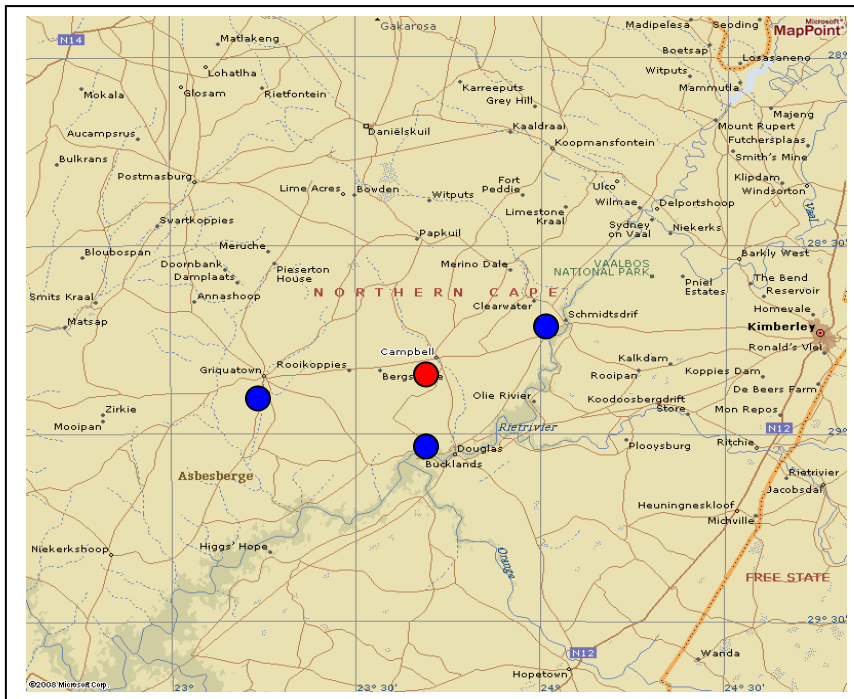 Microsoft
MapPoint
N14
Matlakeng
Gakarosa
Madipelesa
Seoding
Boetsap
Losasaneno
Lohatlha
Witputs
Mammutla
Mokala
Glosam
Rietfontein
Karreeputs
Grey Hill
Majeng
Aucampsrus
Daniëlskuil
Kaaldraai
Mount Rupert
Futchersplaas
Koopmansfontein
Smith's Mine
Bulkrans
Postmasburg
Lime Acres
Bowden
Witputs
Fort
Peddie
Ulco
Wilmae
Delportshoop
Klipdam
Windsorton
Vaal
Limestone
Kraal
Sydney
on Vaal
Niekerks
Swartkoppies
Papkuil
28° 30'
Meruche
Bloubospan
Doornbank
Damplaats
Pieserton
House
Merino Dale
VAALBOS
NATIONAL PARK
Barkly West
The Bend
Reservoir
Pniel
Estates
Smits Kraal
Annashoop
NORTHERN CAPE
Clearwater
Schmidtsdrif
Homevale
Kimberley
Matsap
Ronald's Vlei
Campbell
Griquatown
Rooikoppies
Kalkdam
Rooipan
Koppies Dam
De Beers Farm
Olie Rivier
Koodoosbergdrift
Store
Mon Repos
Zirkie
Mooipan
Rietrivier
N12
29°
Ritchie
Douglas
Bucklands
Plooysburg
Asbesberge
Rietrivier
Jacobsdal
Heuningneskloof
Michville
Niekerkshoop
Higgs' Hope
Orange
FREE STATE
29° 30'
N12
Wanda
Hopetown
©2008 Microsoft Corp.
23°
23° 30'
24°
24° 30'